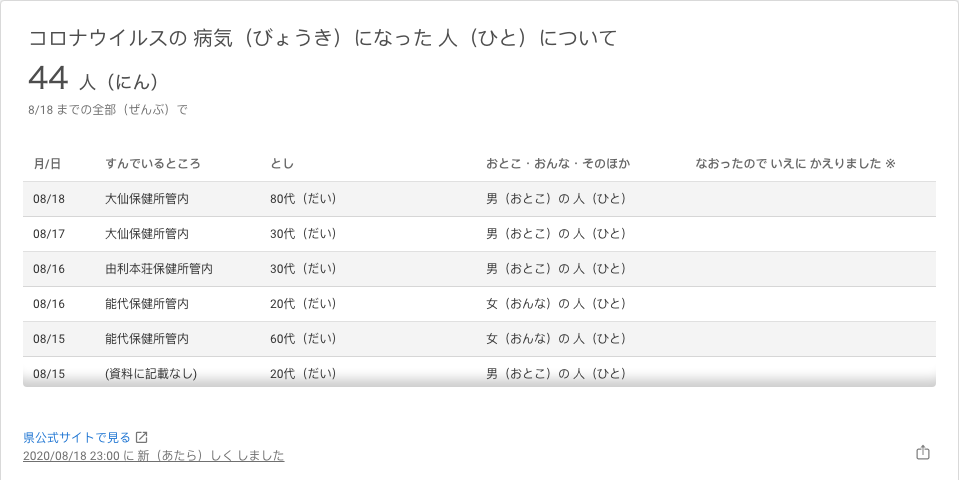 コロナウイルスの 病気（びょうき）になった 人（ひと）について
44 人（にん）
8/18 までの全部（ぜんぶ）で
月/日 すんでいるところ とし おとこ・おんな・そのほか なおったので いえに かえりました ※
08/18 大仙保健所管内 80代（だい） 男（おとこ）の 人（ひと）
08/17 大仙保健所管内 30代（だい） 男（おとこ）の 人（ひと）
08/16 由利本荘保健所管内 30代（だい） 男（おとこ）の 人（ひと）
08/16 能代保健所管内 20代（だい） 女（おんな）の 人（ひと）
08/15 能代保健所管内 60代（だい） 女（おんな）の 人（ひと）
08/15 (資料に記載なし) 20代（だい） 男（おとこ）の 人（ひと）
県公式サイトで見る
2020/08/18 23:00 に 新（あたら）しく しました